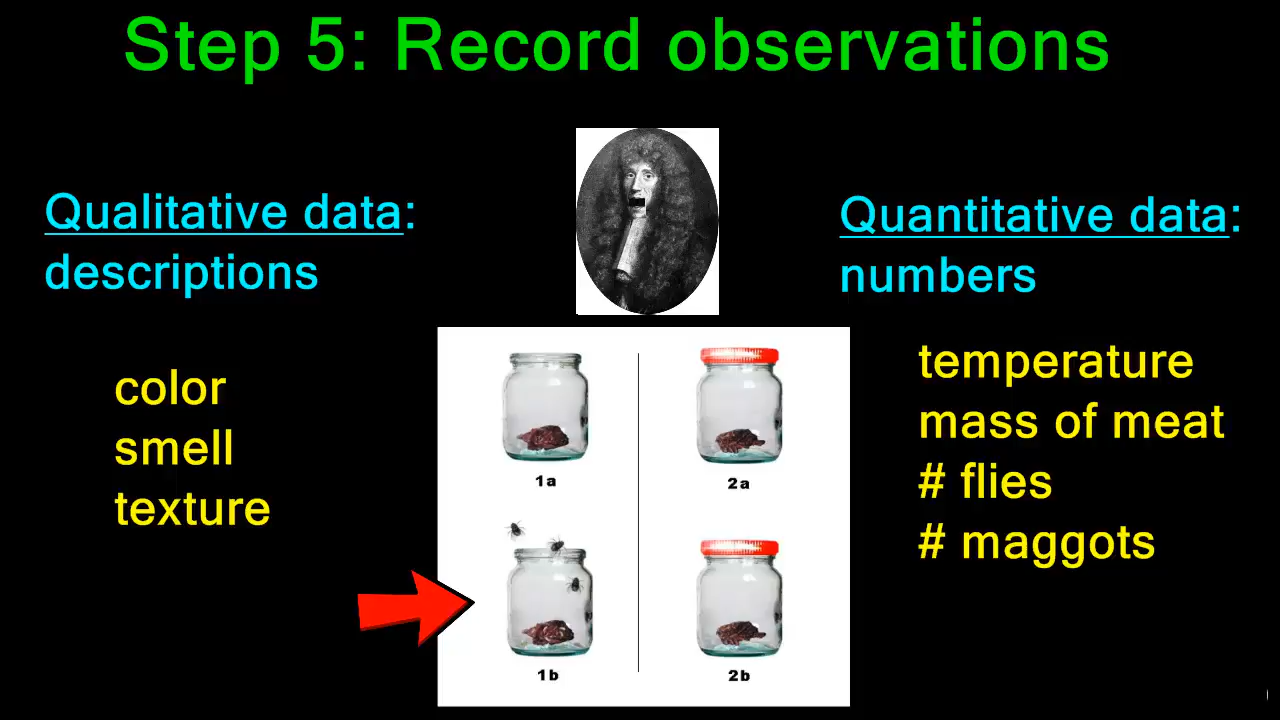 Step 5: Record observations
Qualitative data:
descriptions
color
smell
texture
Quantitative data:
numbers
temperature
mass of meat
# flies
# maggots
1a
2a
1b
2b